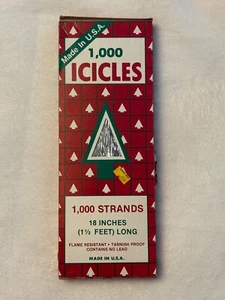 Made in U.S.A.
1,000
ICICLES
1,000 STRANDS
18 INCHES
(1½ FEET) LONG
FLAME RESISTANT • TARNISH PROOF
CONTAINS NO LEAD
MADE IN U.S.A.